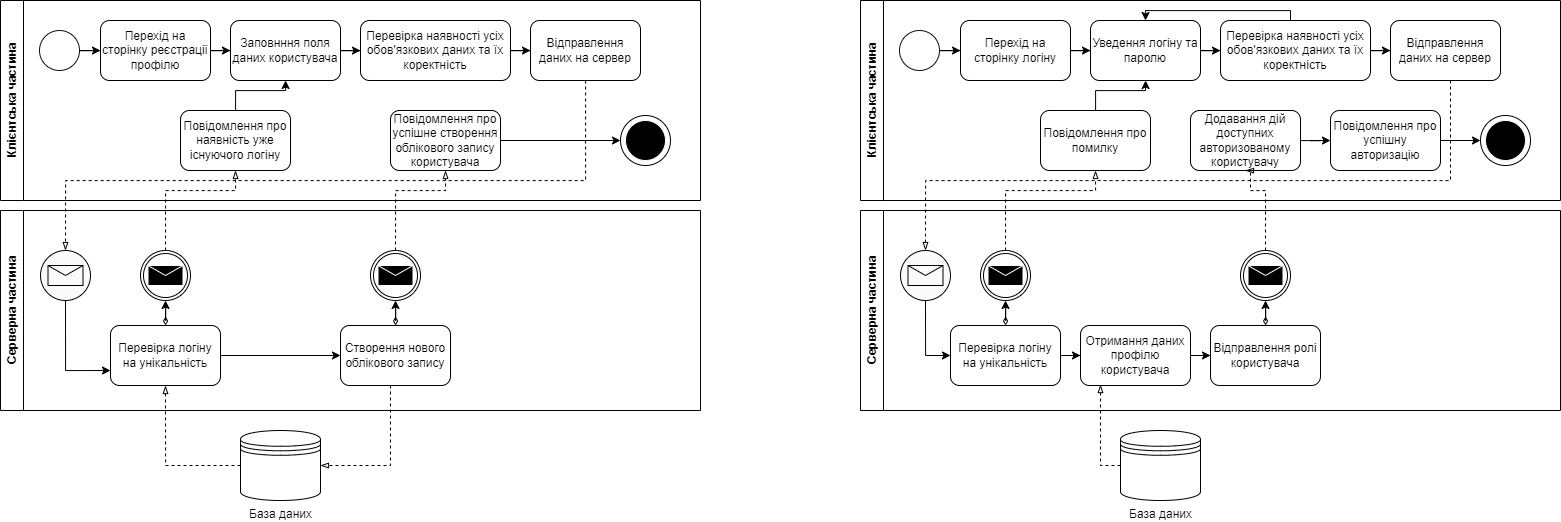 Клієнтська частина
Перехід на
сторінку реєстрації
профілю
Заповнння поля
даних користувача
Перевірка наявності усіх
обов'язкових даних та їх
коректність
Відправлення
даних на сервер
Повідомлення про
наявність уже
існуючого логіну
Повідомлення про
успішне створення
облікового запису
користувача
Серверна частина
Перевірка логіну
на унікальність
Створення нового
облікового запису
База даних
Клієнтська частина
Перехід на
сторінку логіну
Уведення логіну та
паролю
Перевірка наявності усіх
обов'язкових даних та їх
коректність
Відправлення
даних на сервер
Повідомлення про
помилку
Додавання дій
доступних
авторизованому
користувачу
Повідомлення про
успішну
авторизацію
Серверна частина
Перевірка логіну
на унікальність
Отримання даних
профілю
користувача
Відправлення ролі
користувача
База даних